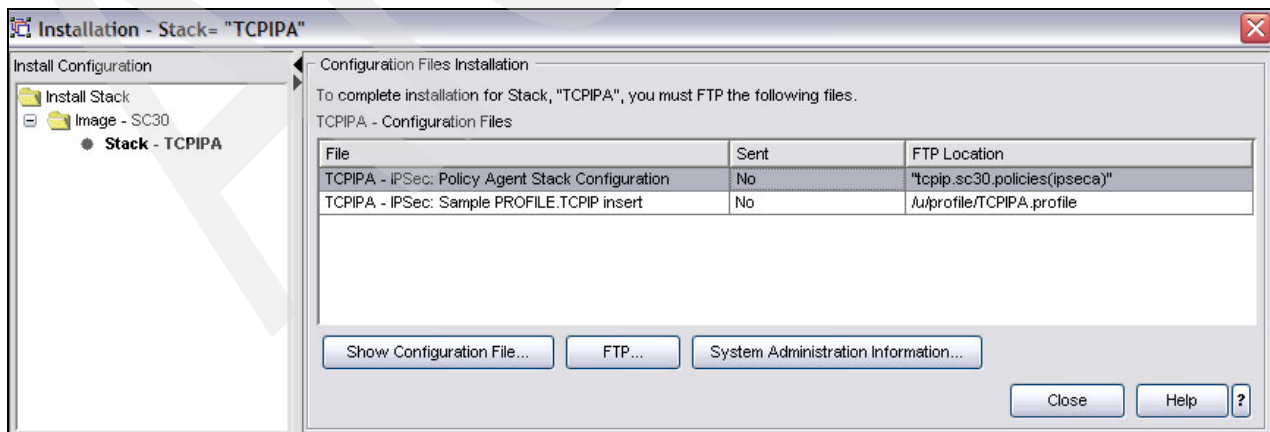 Installation - Stack= "TCPIPA"
Install Configuration
Install Stack
Image - SC30
Stack - TCPIPA
Configuration Files Installation
To complete installation for Stack, "TCPIPA", you must FTP the following files.
TCPIPA - Configuration Files
File Sent FTP Location
TCPIPA - IPSec: Policy Agent Stack Configuration No "tcpip.sc30.policies(ipseca)"
TCPIPA - IPSec: Sample PROFILE.TCPIP insert No /u/profile/TCPIPA.profile
Show Configuration File... FTP... System Administration Information...
Close Help ?